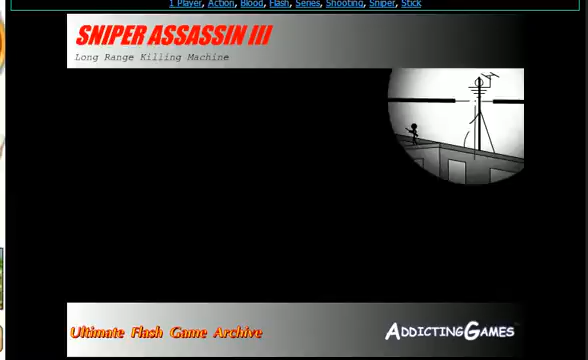 1 Player, Action, Blood, Flash, Series, Shooting, Sniper, Stick
SNIPER ASSASSIN III
Long Range Killing Machine
Ultimate Flash Game Archive
ADDICTINGGAMES